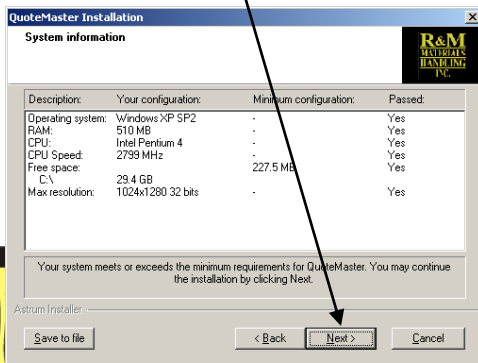 QuoteMaster Installation
System information
R&M
MATERIALS
HANDLING
INC.
Description: Your configuration: Minimum configuration: Passed:
Operating system: Windows XP SP2 - Yes
RAM: 510 MB - Yes
CPU: Intel Pentium 4 - Yes
CPU Speed: 2799 MHz - Yes
Free space: 227.5 MB Yes
C:\ 29.4 GB
Max resolution: 1024x1280 32 bits - Yes
Your system meets or exceeds the minimum requirements for QuoteMaster. You may continue
the installation by clicking Next.
Astrum Installer
Save to file < Back Next > Cancel